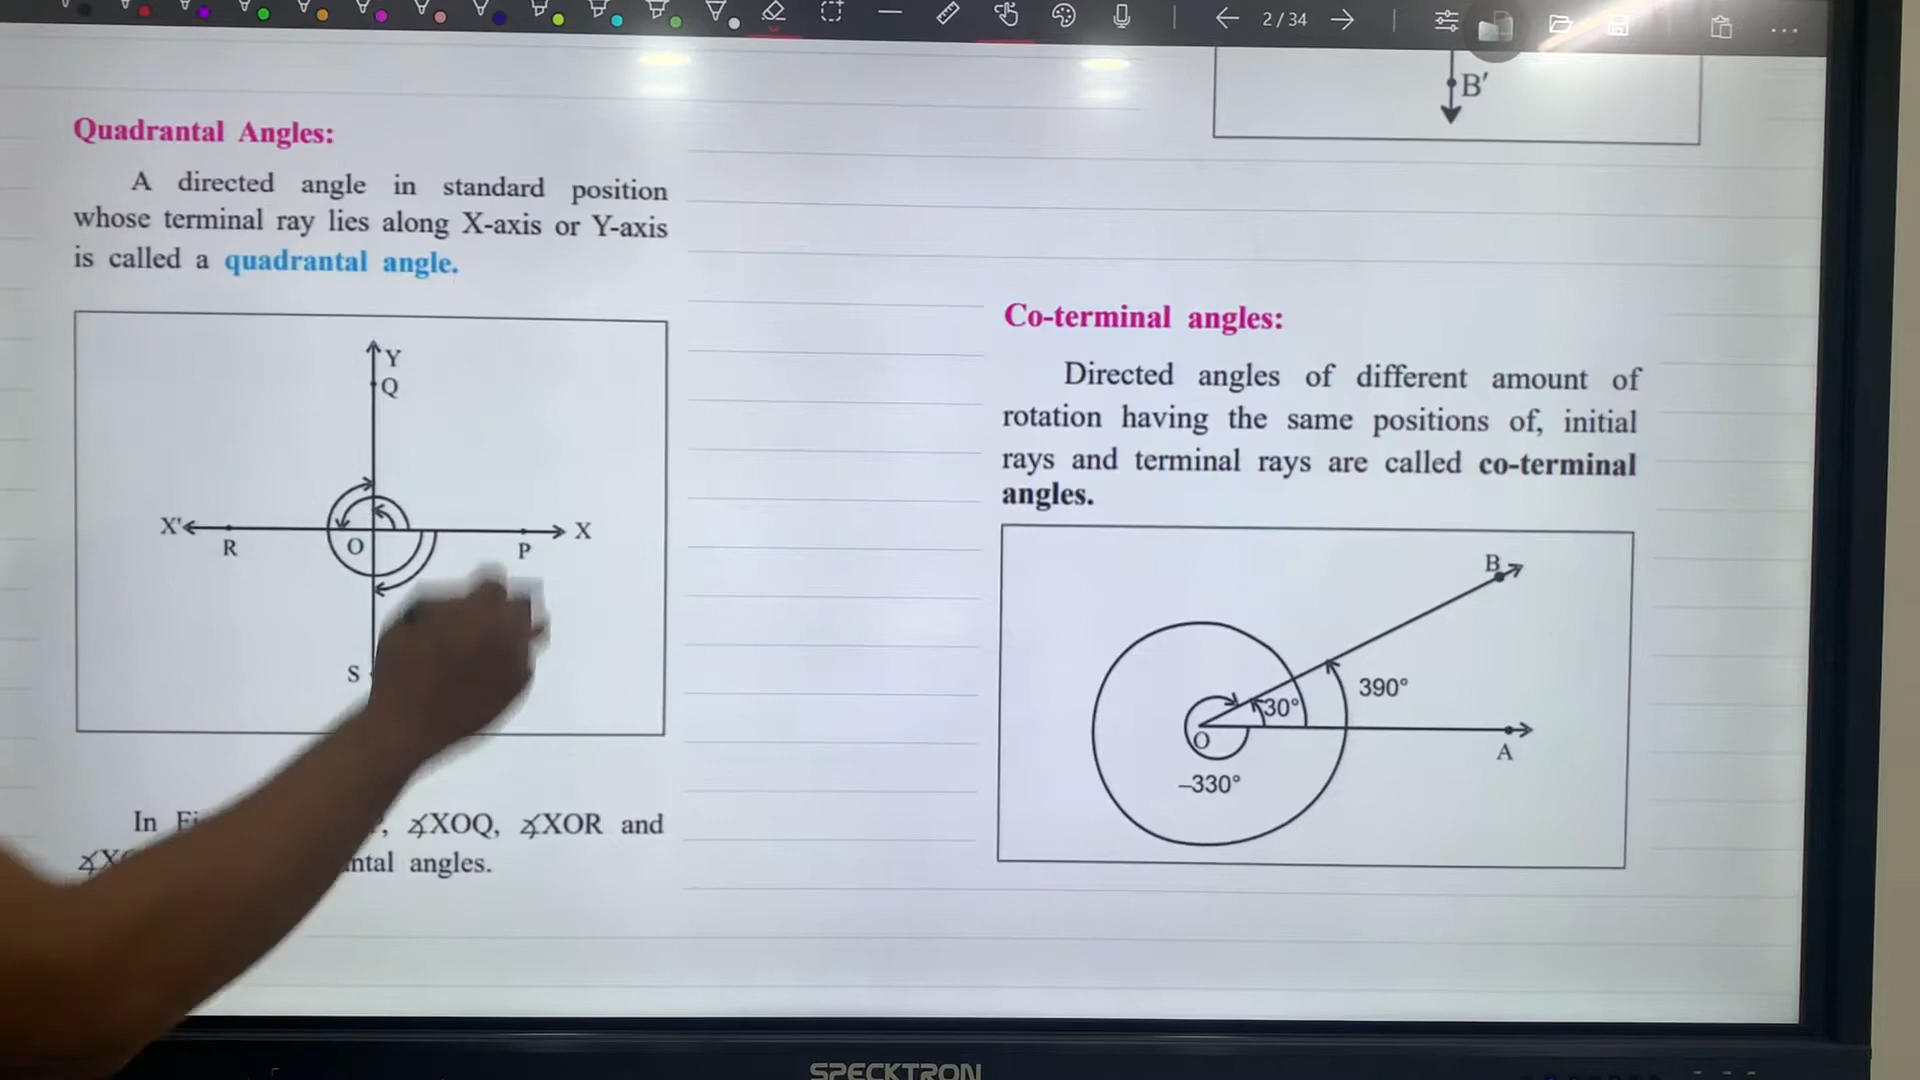 2 / 34
B′
Quadrantal Angles:
A directed angle in standard position
whose terminal ray lies along X-axis or Y-axis
is called a quadrantal angle.
Y
Q
X'
X
R
O
P
S
In , ∡XOQ, ∡XOR and
angles.
Co-terminal angles:
Directed angles of different amount of
rotation having the same positions of, initial
rays and terminal rays are called co-terminal
angles.
B
390°
30°
O
A
–330°
SPECKTRON